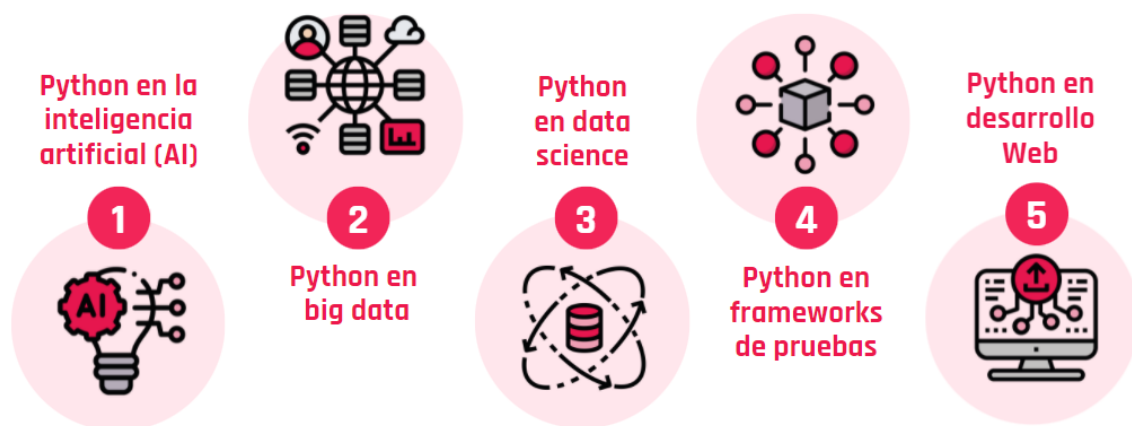 Python en la
inteligencia
artificial (AI)
1
AI
2
Python en
big data
Python
en data
science
3
4
Python en
frameworks
de pruebas
Python en
desarrollo
Web
5